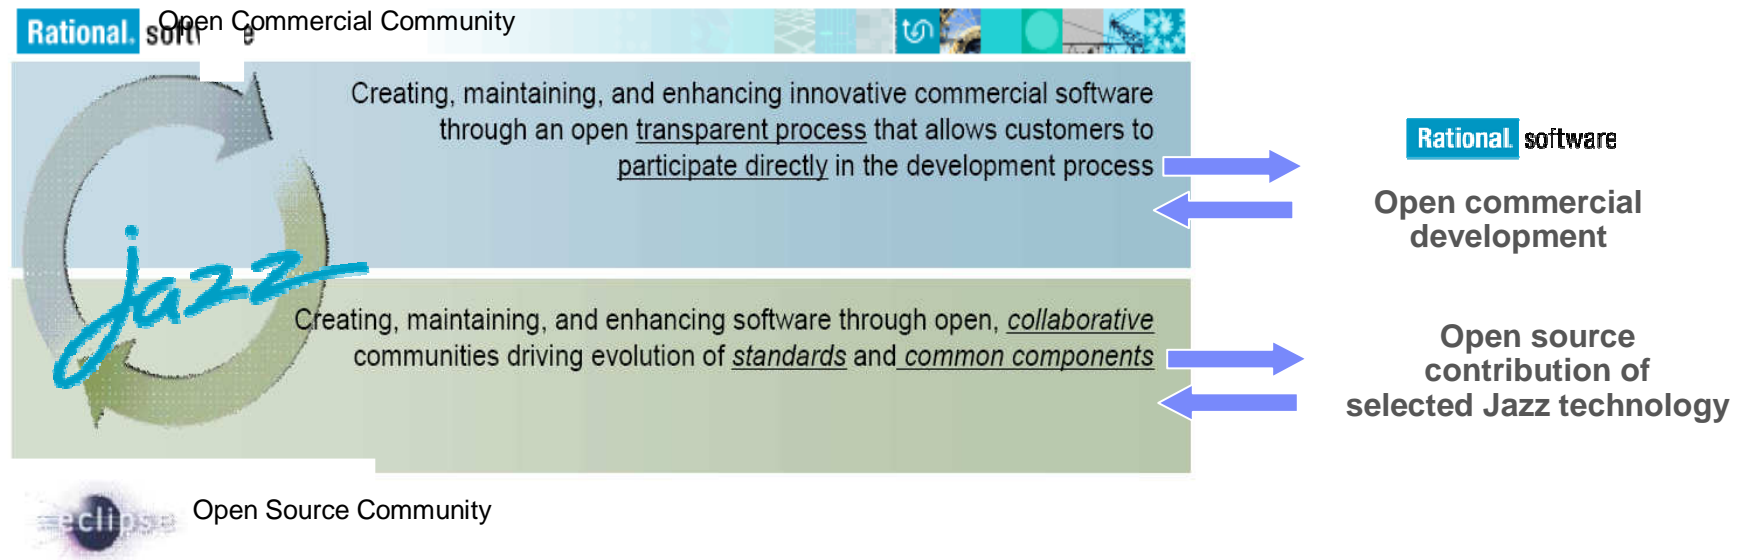 Open Commercial Community
Rational. software
Creating, maintaining, and enhancing innovative commercial software
through an open transparent process that allows customers to
participate directly in the development process
Rational. software
Open commercial
development
jazz
Creating, maintaining, and enhancing software through open, collaborative
communities driving evolution of standards and common components
Open source
contribution of
selected Jazz technology
eclipse
Open Source Community